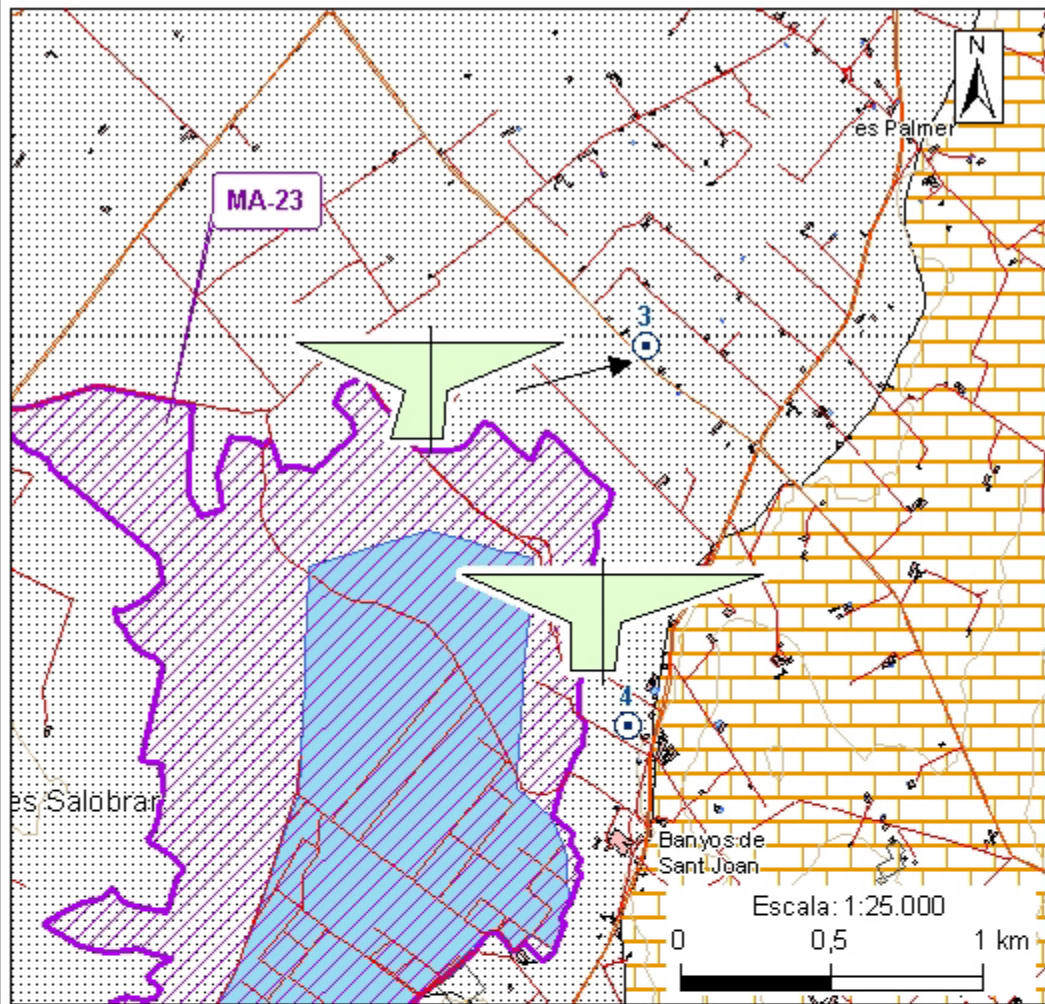 N
es Palmer
MA-23
3
4
es Salobrar
Banyos de
Sant Joan
Escala: 1:25.000
0 0,5 1 km